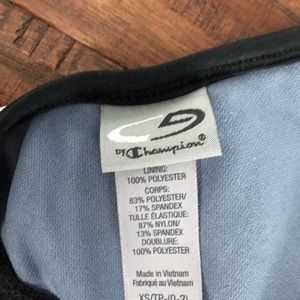 by Champion
LINING:
100% POLYESTER
CORPS:
83% POLYESTER/
17% SPANDEX
TULLE ÉLASTIQUE:
87% NYLON/
13% SPANDEX
DOUBLURE:
100% POLYESTER
Made in Vietnam
Fabriqué au Vietnam
XS/TP-(0-2)